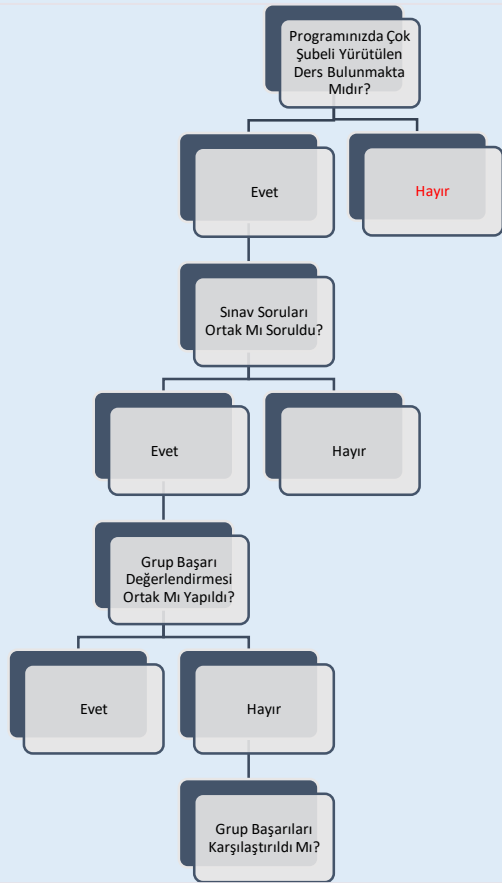 Programınızda Çok
Şubeli Yürütülen
Ders Bulunmakta
Mıdır?
Evet
Hayır
Sınav Soruları
Ortak Mı Soruldu?
Evet
Hayır
Grup Başarı
Değerlendirmesi
Ortak Mı Yapıldı?
Evet
Hayır
Grup Başarıları
Karşılaştırıldı Mı?